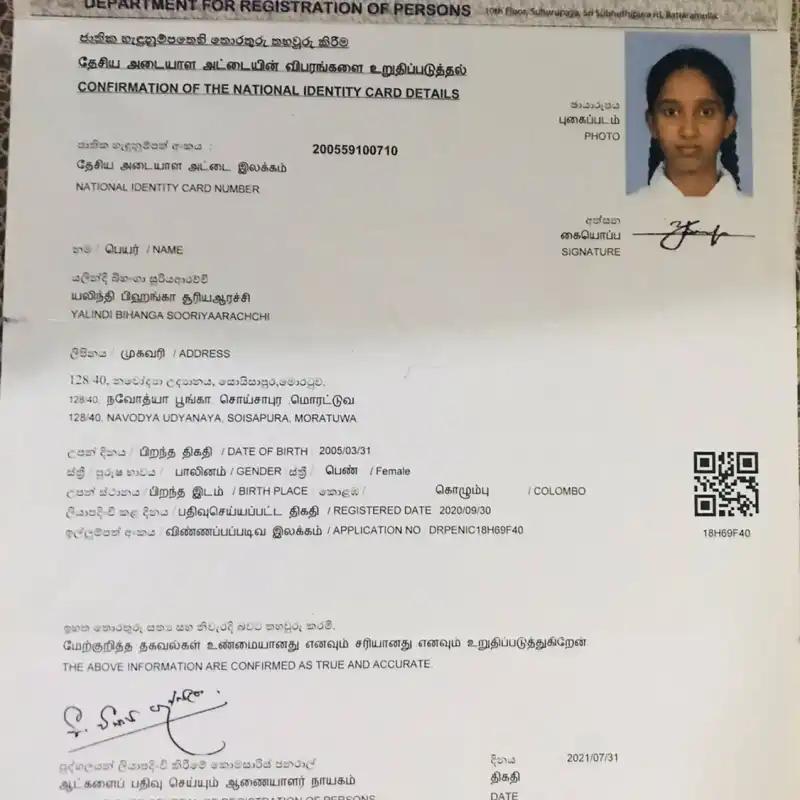 DEPARTMENT FOR REGISTRATION OF PERSONS 10th Floor, Suhurupaya, Sri Subhuthipura rd, Battaramulla.
ජාතික හැඳුනුම්පතෙහි තොරතුරු තහවුරු කිරීම
தேசிய அடையாள அட்டையின் விபரங்களை உறுதிப்படுத்தல்
CONFIRMATION OF THE NATIONAL IDENTITY CARD DETAILS
ඡායාරූපය
புகைப்படம்
PHOTO
ජාතික හැඳුනුම්පත් අංකය :
200559100710
தேசிய அடையாள அட்டை இலக்கம்
NATIONAL IDENTITY CARD NUMBER
අත්සන
கையொப்ப
SIGNATURE
නම / பெயர் / NAME
යලින්දි බිහංගා සූරියආරච්චි
யலிந்தி பிஹங்கா சூரியஆரச்சி
YALINDI BIHANGA SOORIYAARACHCHI
ලිපිනය / முகவரி / ADDRESS
128/40, නවෝද්‍යා උද්‍යානය, සොයිසාපුර,මොරටුව.
128/40, நவோத்யா பூங்கா, சொய்சாபுர ,மொரட்டுவ
128/40, NAVODYA UDYANAYA, SOISAPURA, MORATUWA
උපන් දිනය / பிறந்த திகதி / DATE OF BIRTH 2005/03/31
ස්ත්‍රී / පුරුෂ භාවය / பாலினம் / GENDER ස්ත්‍රී / பெண் / Female
උපන් ස්ථානය / பிறந்த இடம் / BIRTH PLACE කොළඹ / கொழும்பு / COLOMBO
ලියාපදිංචි කළ දිනය / பதிவுசெய்யப்பட்ட திகதி / REGISTERED DATE 2020/09/30
ඉල්ලුම්පත් අංකය / விண்ணப்பப்படிவ இலக்கம் / APPLICATION NO DRPENIC18H69F40
18H69F40
ඉහත තොරතුරු සත්‍ය සහ නිවැරදි බවට තහවුරු කරමි.
மேற்குறித்த தகவல்கள் உண்மையானது எனவும் சரியானது எனவும் உறுதிப்படுத்துகிறேன்
THE ABOVE INFORMATION ARE CONFIRMED AS TRUE AND ACCURATE.
පුද්ගලයන් ලියාපදිංචි කිරීමේ කොමසාරිස් ජනරාල්
ஆட்களைப் பதிவு செய்யும் ஆணையாளர் நாயகம்
REGISTRATION OF PERSONS
දිනය
2021/07/31
திகதி
DATE